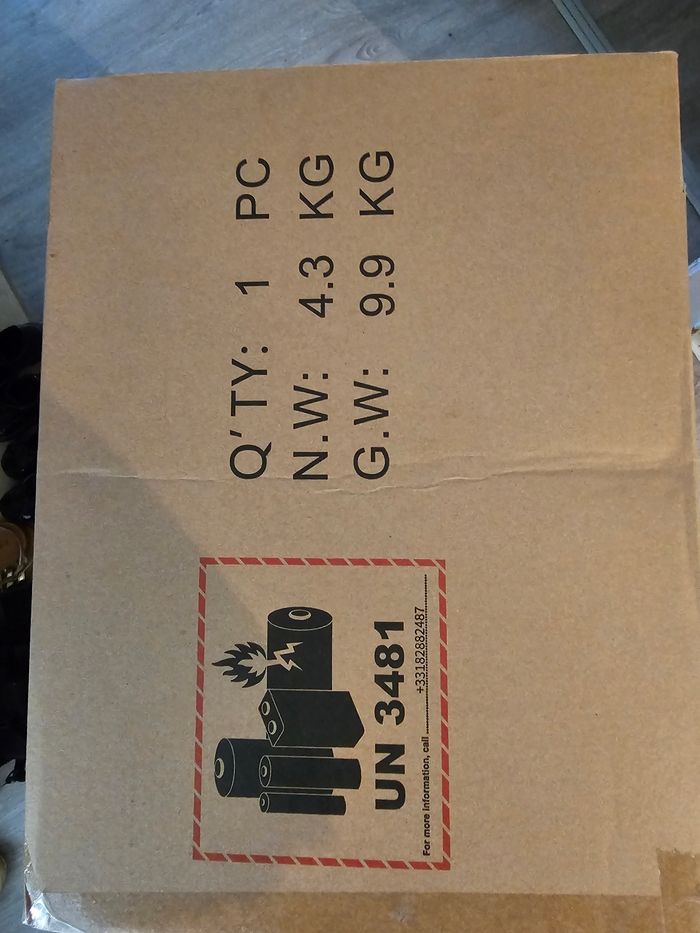 Q'TY: 1 PC
N.W: 4.3 KG
G.W: 9.9 KG
UN 3481
For more information, call +33182882487